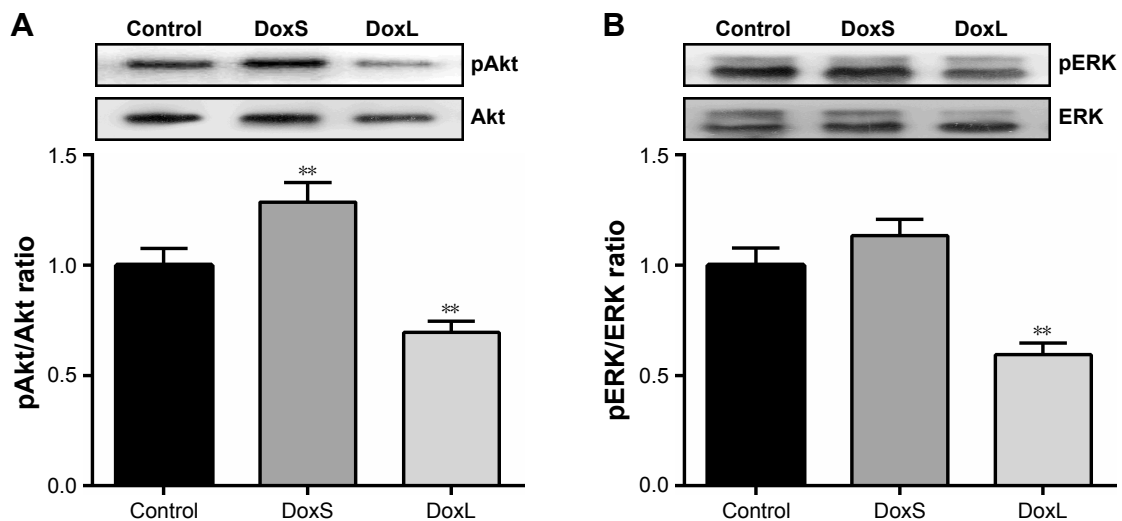 A
Control DoxS DoxL
pAkt
Akt
1.5
1.0
0.5
0.0
pAkt/Akt ratio
**
**
Control DoxS DoxL
B
Control DoxS DoxL
pERK
ERK
1.5
1.0
0.5
0.0
pERK/ERK ratio
**
Control DoxS DoxL